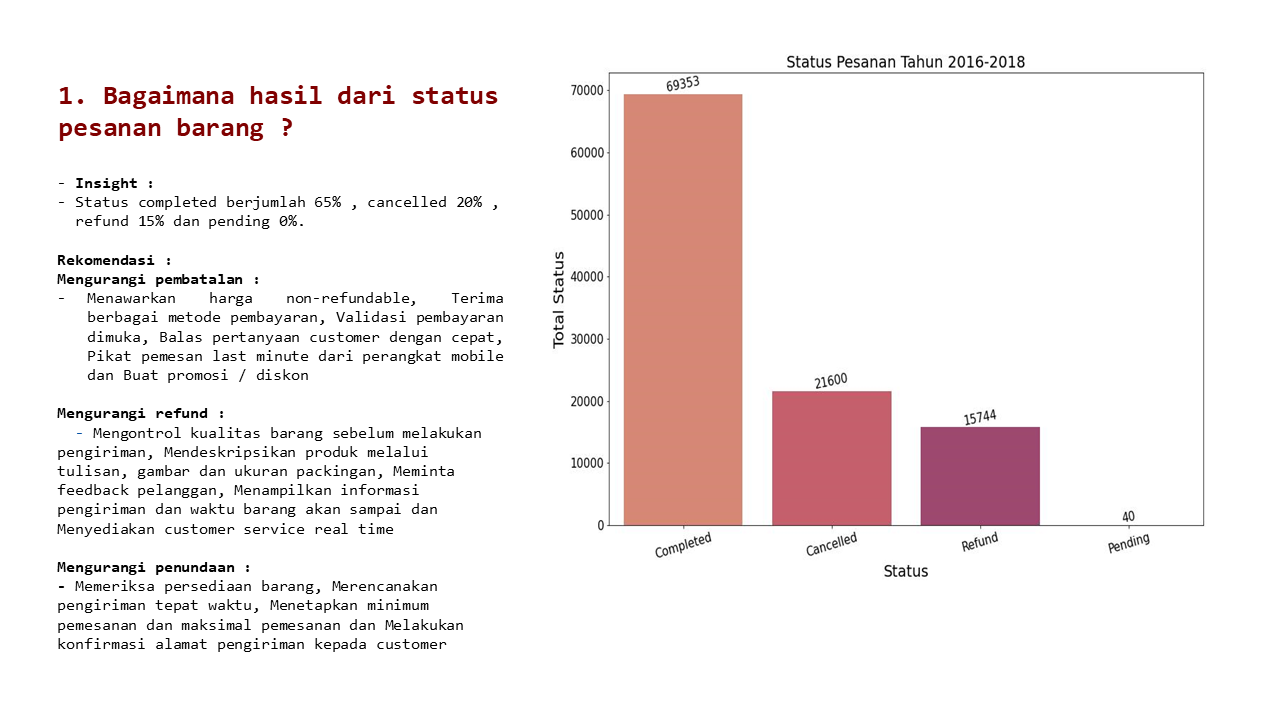 1. Bagaimana hasil dari status
pesanan barang ?
- Insight :
- Status completed berjumlah 65% , cancelled 20% ,
refund 15% dan pending 0%.
Rekomendasi :
Mengurangi pembatalan :
- Menawarkan harga non-refundable, Terima
berbagai metode pembayaran, Validasi pembayaran
dimuka, Balas pertanyaan customer dengan cepat,
Pikat pemesan last minute dari perangkat mobile
dan Buat promosi / diskon
Mengurangi refund :
- Mengontrol kualitas barang sebelum melakukan
pengiriman, Mendeskripsikan produk melalui
tulisan, gambar dan ukuran packingan, Meminta
feedback pelanggan, Menampilkan informasi
pengiriman dan waktu barang akan sampai dan
Menyediakan customer service real time
Mengurangi penundaan :
- Memeriksa persediaan barang, Merencanakan
pengiriman tepat waktu, Menetapkan minimum
pemesanan dan maksimal pemesanan dan Melakukan
konfirmasi alamat pengiriman kepada customer
Status Pesanan Tahun 2016-2018
69353
21600
15744
40
70000
60000
50000
40000
30000
20000
10000
0
Total Status
Completed
Cancelled
Refund
Pending
Status